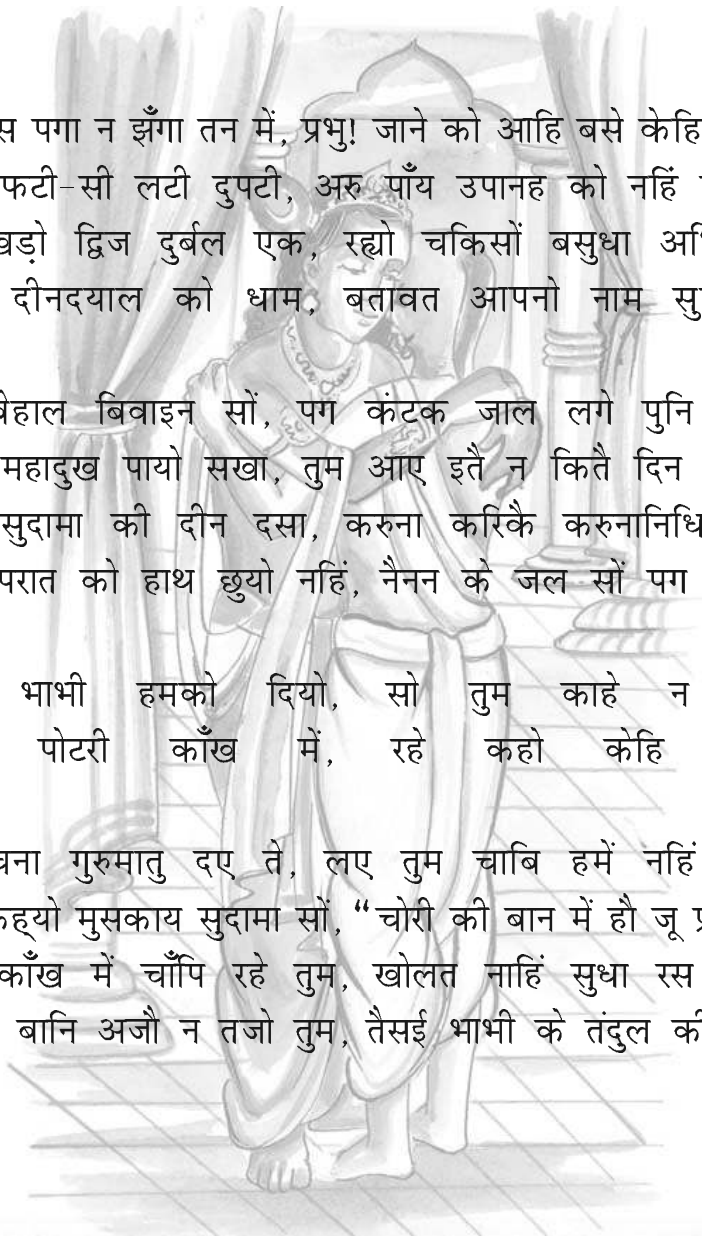 स पगा न झँगा तन में, प्रभु! जाने को आहि बसे केहि
फटी-सी लटी दुपटी, अरु पाँय उपानह को नहिं
खड़ो द्विज दुर्बल एक, रह्यो चकिसों बसुधा अभि
दीनदयाल को धाम, बतावत आपनो नाम सु
बेहाल बिवाइन सों, पग कंटक जाल लगे पुनि
महादुख पायो सखा, तुम आए इतै न कितै दिन
सुदामा की दीन दसा, करुना करिकै करुनानिधि
परात को हाथ छुयो नहिं, नैनन के जल सों पग
भाभी हमको दियो, सो तुम काहे न
पोटरी काँख में, रहे कहो केहि
चना गुरुमातु दए ते, लए तुम चाबि हमें नहिं
कह्यो मुसकाय सुदामा सों, “चोरी की बान में हौ जू प्र
काँख में चाँपि रहे तुम, खोलत नाहिं सुधा रस
बानि अजौ न तजो तुम, तैसई भाभी के तंदुल की